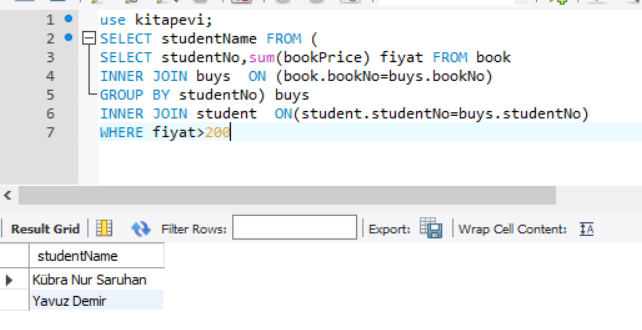 1 use kitapevi;
2 SELECT studentName FROM (
3 SELECT studentNo,sum(bookPrice) fiyat FROM book
4 INNER JOIN buys  ON (book.bookNo=buys.bookNo)
5 GROUP BY studentNo) buys
6 INNER JOIN student  ON(student.studentNo=buys.studentNo)
7 WHERE fiyat>200
Result Grid Filter Rows: Export: Wrap Cell Content:
studentName
Kübra Nur Saruhan
Yavuz Demir